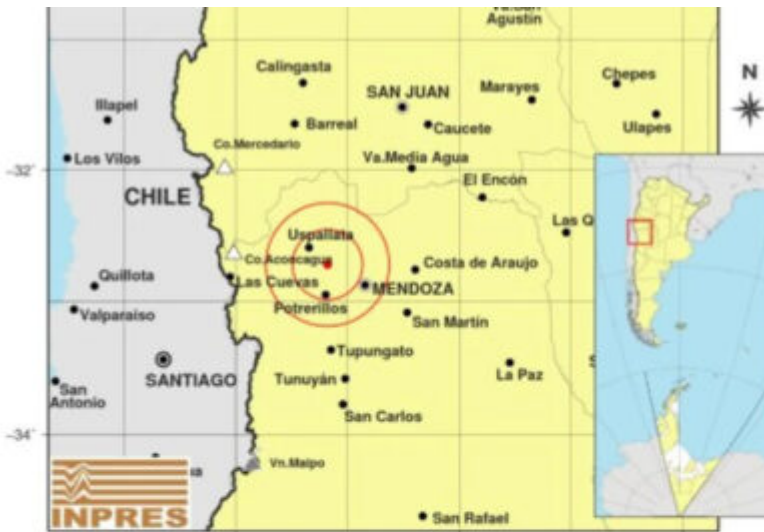 Agustín
Calingasta
SAN JUAN
Marayes
Chepes
N
Illapel
Barreal
Caucete
Ulapes
Co.Mercedario
Los Vilos
Va.Media Agua
-32°
El Encón
CHILE
Las
Uspallata
Co.Aconcagua
Costa de Araujo
Quillota
Las Cuevas
MENDOZA
Potrerillos
Valparaíso
San Martín
Tupungato
SANTIAGO
Tunuyán
La Paz
San
Antonio
San Carlos
-34°
Vn.Maipo
INPRES
San Rafael